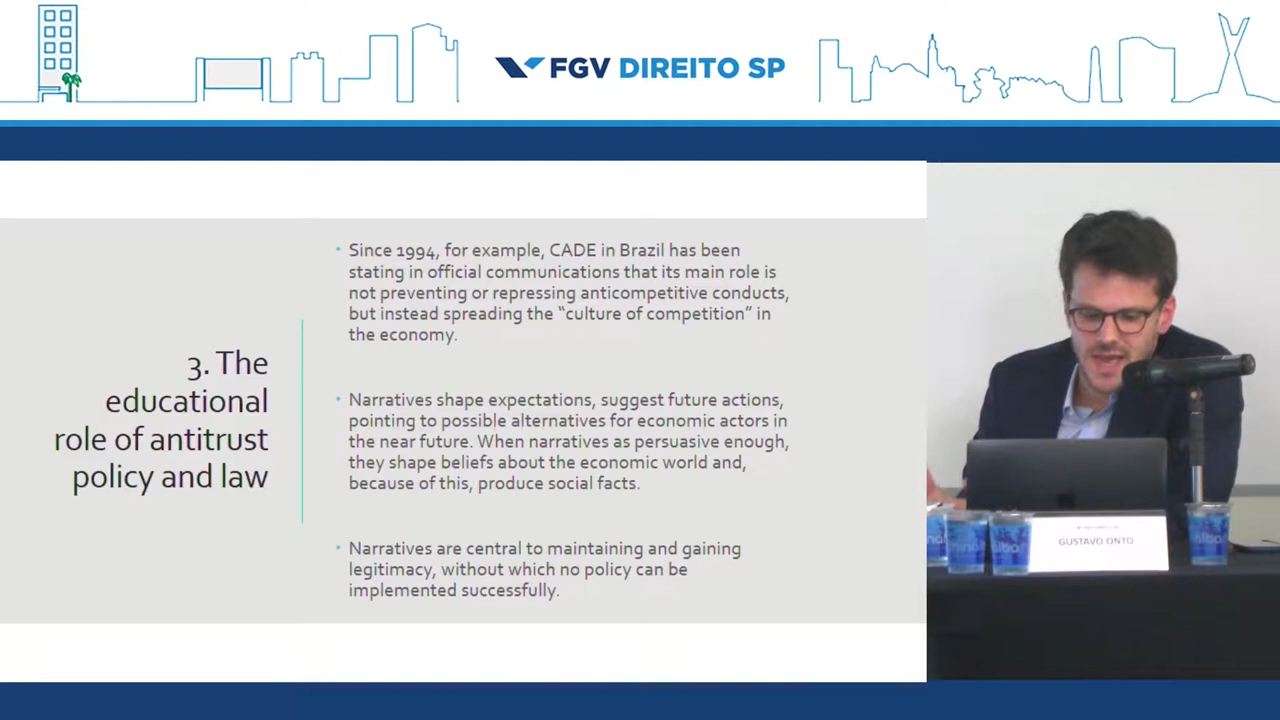 FGV DIREITO SP
3. The
educational
role of antitrust
policy and law
• Since 1994, for example, CADE in Brazil has been
stating in official communications that its main role is
not preventing or repressing anticompetitive conducts,
but instead spreading the “culture of competition” in
the economy.
• Narratives shape expectations, suggest future actions,
pointing to possible alternatives for economic actors in
the near future. When narratives as persuasive enough,
they shape beliefs about the economic world and,
because of this, produce social facts.
• Narratives are central to maintaining and gaining
legitimacy, without which no policy can be
implemented successfully.
GUSTAVO ONTO